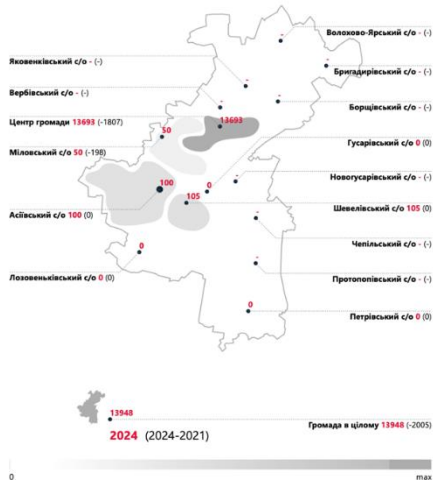 Волохово-Ярський с/о - (-)
-
Яковенківський с/о - (-)
-
Бригадирівський с/о - (-)
-
Вербівський с/о - (-)
-
-
Борщівський с/о - (-)
Центр громади 13693 (-1807)
13693
50
Гусарівський с/о 0 (0)
Міловський с/о 50 (-198)
-
Новогусарівський с/о - (-)
100
0
105
Шевелівський с/о 105 (0)
Асіївський с/о 100 (0)
-
Чепільський с/о - (-)
0
-
Лозовеньківський с/о 0 (0)
Протопопівський с/о - (-)
0
Петрівський с/о 0 (0)
13948
Громада в цілому 13948 (-2005)
2024 (2024-2021)
0
max